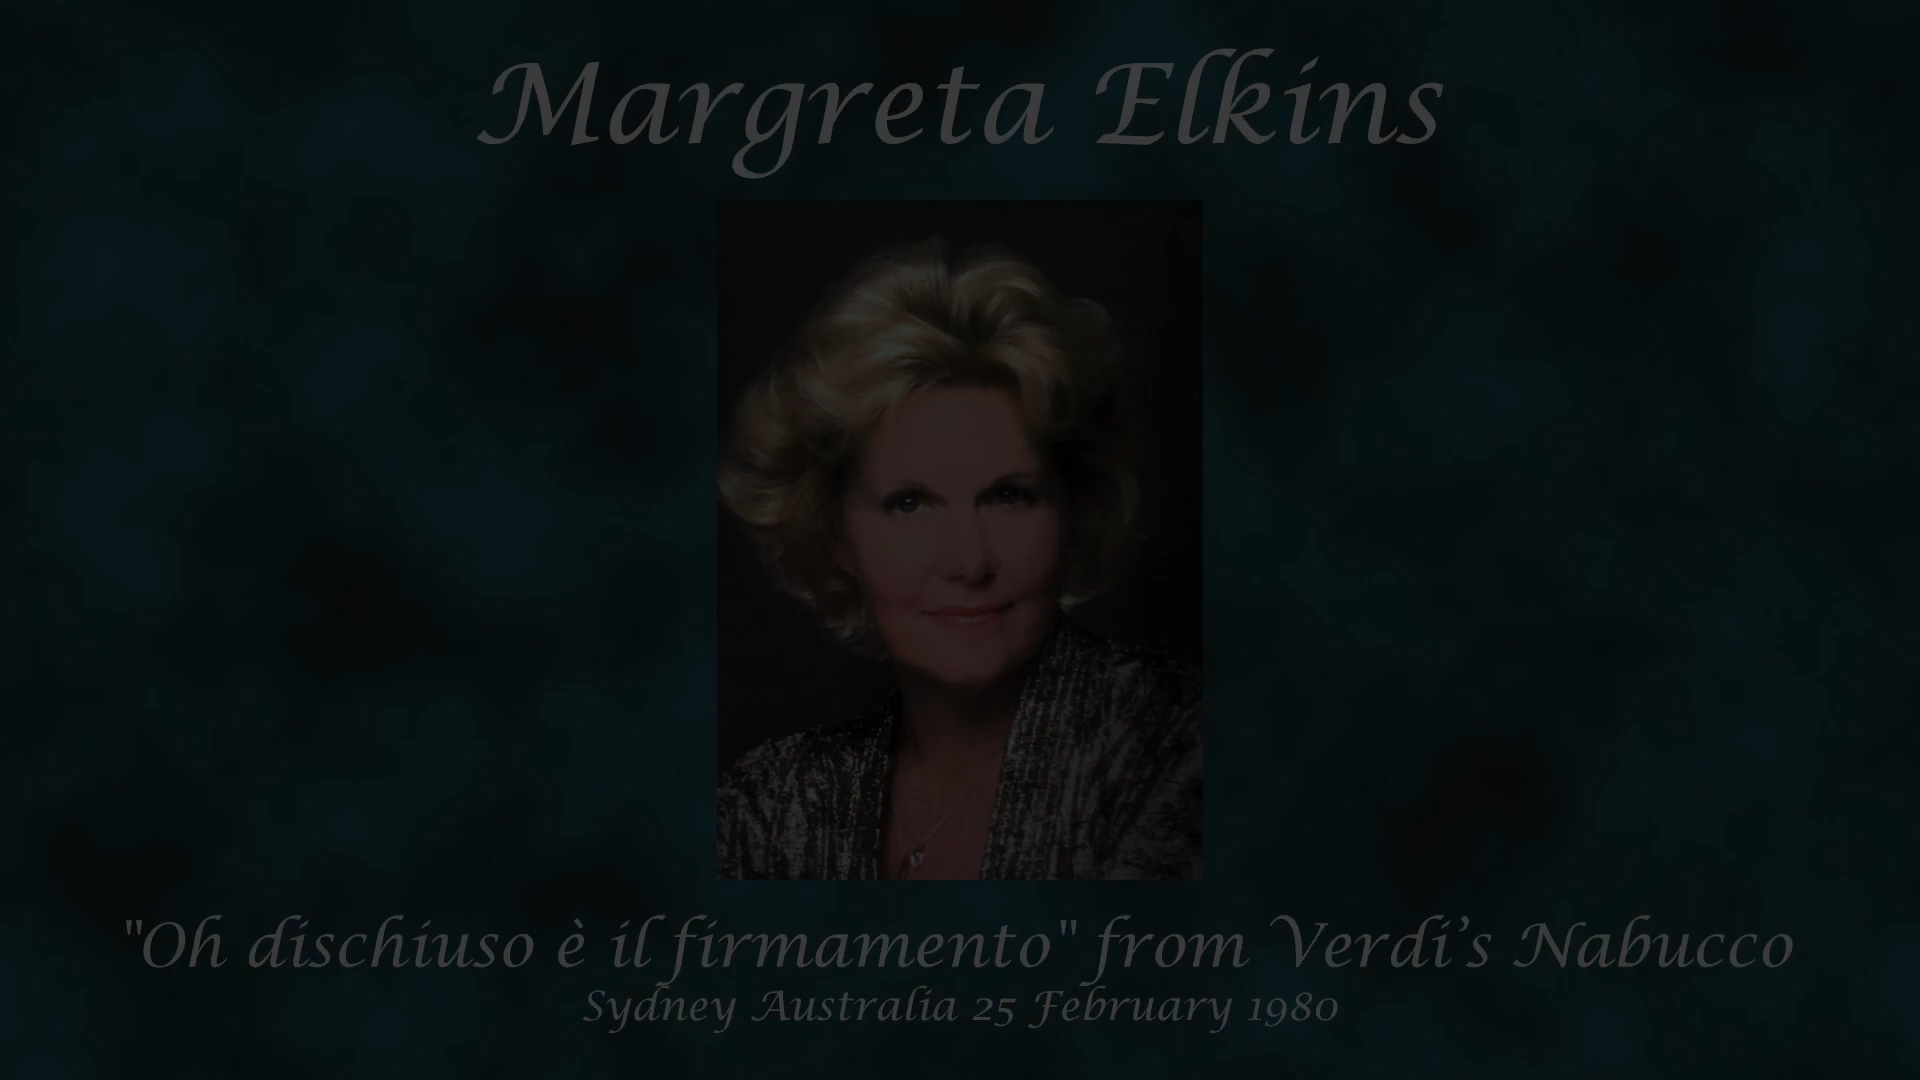 Margreta Elkins
"Oh dischiuso è il firmamento" from Verdi’s Nabucco
Sydney Australia 25 February 1980